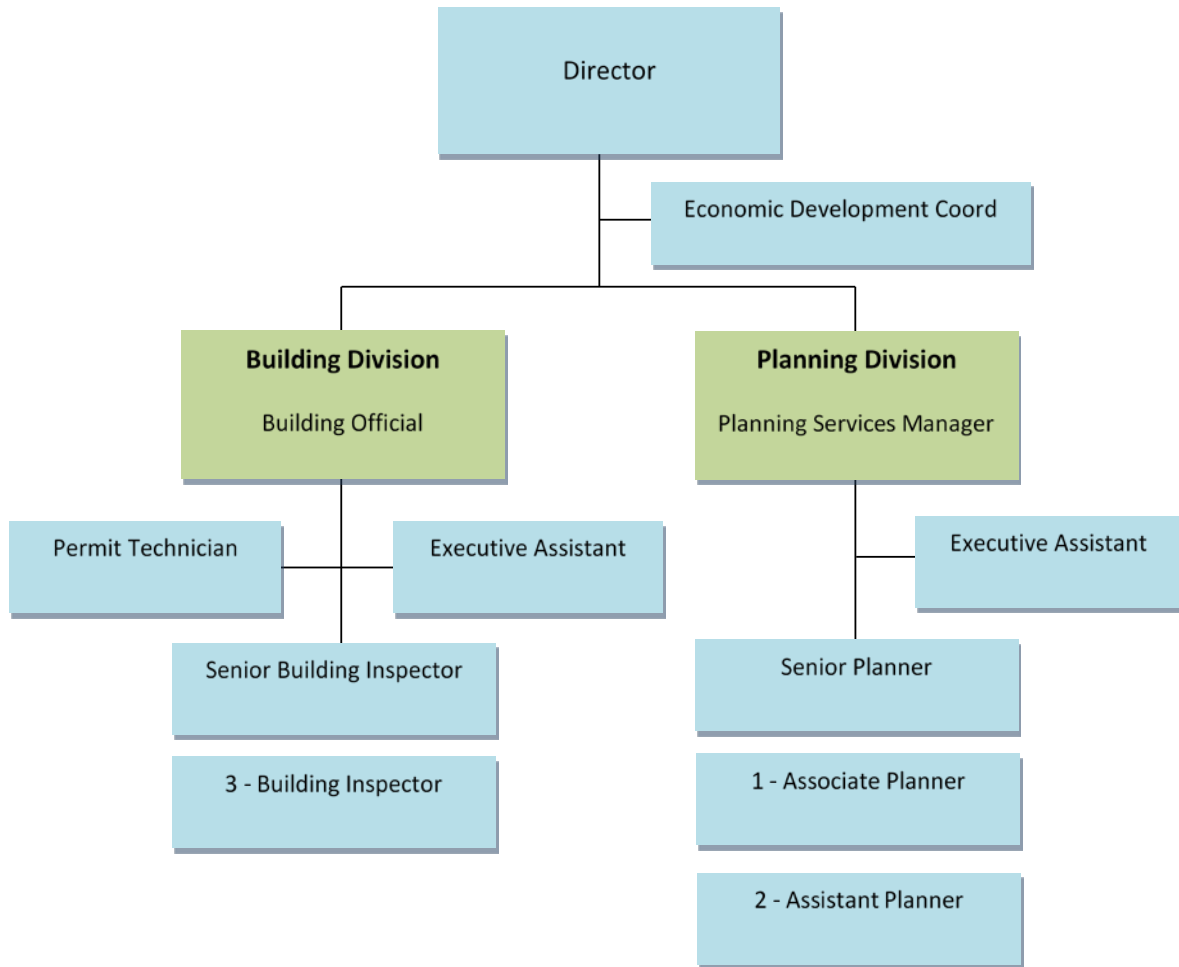 Director
Economic Development Coord
Building Division
Building Official
Planning Division
Planning Services Manager
Permit Technician
Executive Assistant
Executive Assistant
Senior Building Inspector
Senior Planner
3 - Building Inspector
1 - Associate Planner
2 - Assistant Planner